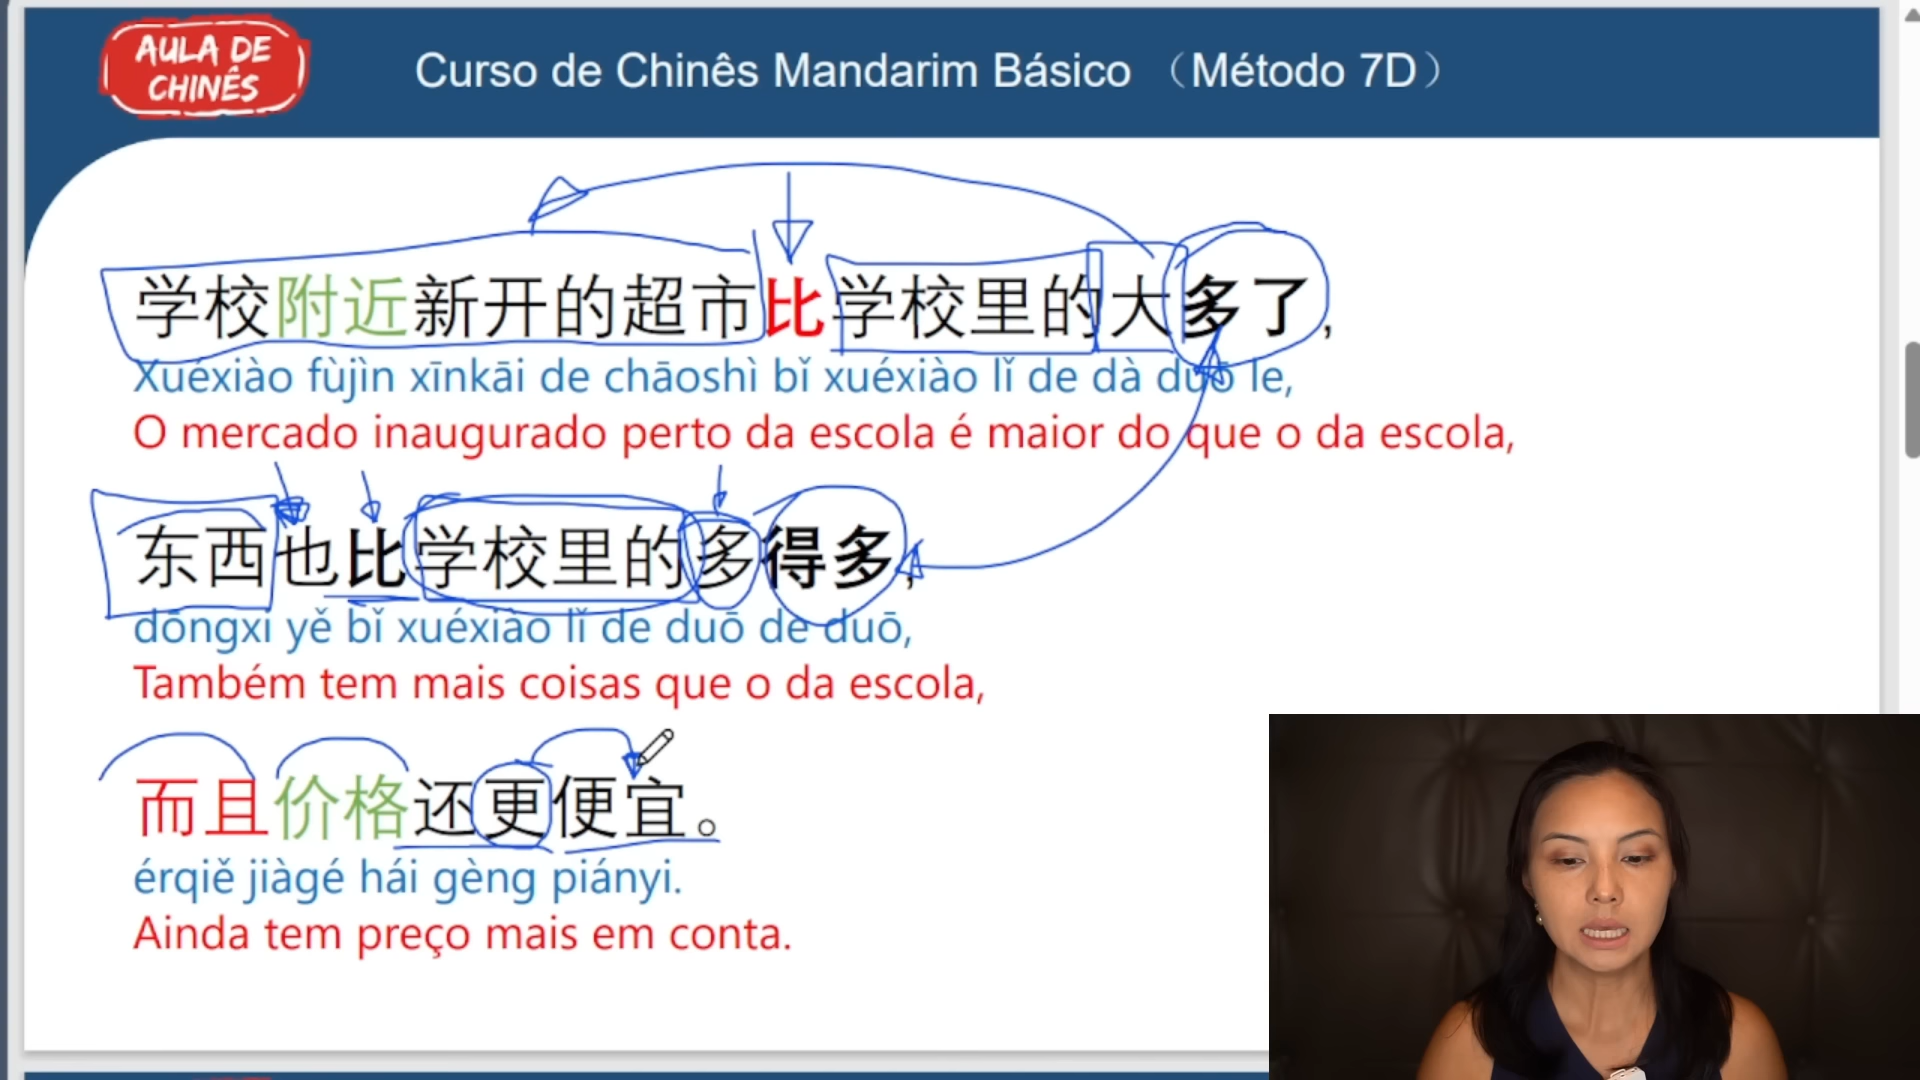 AULA DE
CHINÊS
Curso de Chinês Mandarim Básico （Método 7D）
学校附近新开的超市比学校里的大多了,
Xuéxiào fùjìn xīnkāi de chāoshì bǐ xuéxiào lǐ de dà duō le,
O mercado inaugurado perto da escola é maior do que o da escola,
东西也比学校里的多得多,
dōngxi yě bǐ xuéxiào lǐ de duō de duō,
Também tem mais coisas que o da escola,
而且价格还更便宜。
érqiě jiàgé hái gèng piányi.
Ainda tem preço mais em conta.